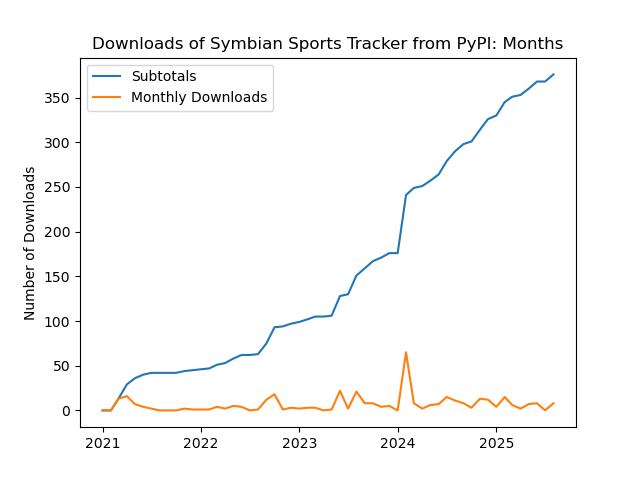 Downloads of Symbian Sports Tracker from PyPI: Months
Subtotals
Monthly Downloads
Number of Downloads
350
300
250
200
150
100
50
0
2021 2022 2023 2024 2025